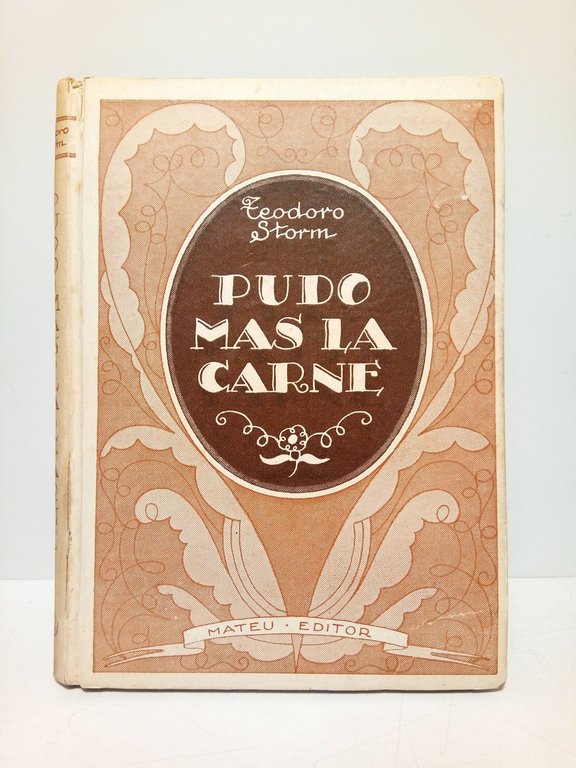 Teodoro
Storm
PUDO
MAS LA
CARNE
MATEU · EDITOR